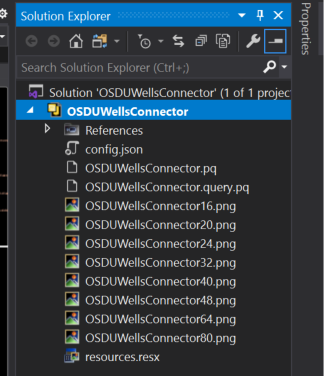 Solution Explorer
Properties
Search Solution Explorer (Ctrl+;)
Solution 'OSDUWellsConnector' (1 of 1 projec
OSDUWellsConnector
References
config.json
OSDUWellsConnector.pq
OSDUWellsConnector.query.pq
OSDUWellsConnector16.png
OSDUWellsConnector20.png
OSDUWellsConnector24.png
OSDUWellsConnector32.png
OSDUWellsConnector40.png
OSDUWellsConnector48.png
OSDUWellsConnector64.png
OSDUWellsConnector80.png
resources.resx